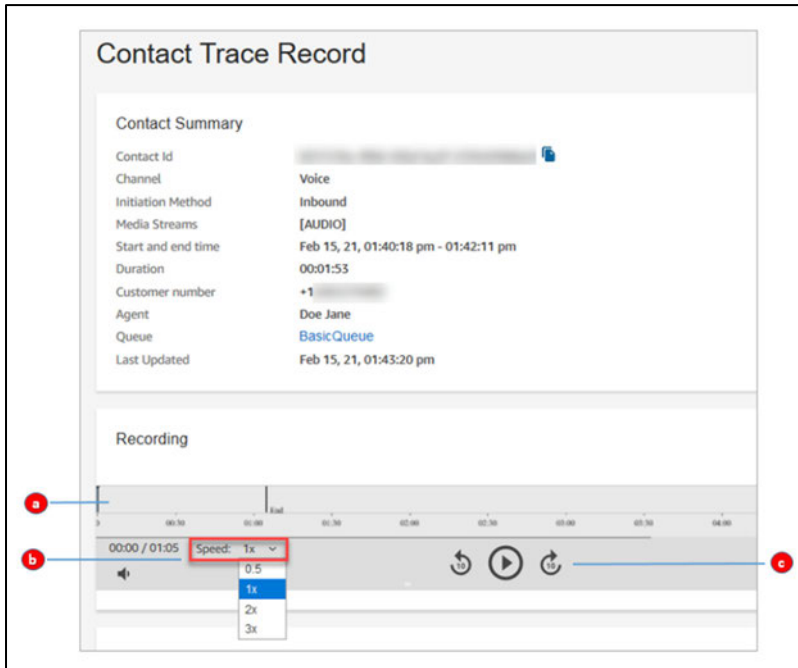 Contact Trace Record
Contact Summary
Contact Id
Channel Voice
Initiation Method Inbound
Media Streams [AUDIO]
Start and end time Feb 15, 21, 01:40:18 pm - 01:42:11 pm
Duration 00:01:53
Customer number +1
Agent Doe Jane
Queue BasicQueue
Last Updated Feb 15, 21, 01:43:20 pm
Recording
a
End
00:30 01:00 01:30 02:00 02:30 03:00 03:30 04:00
00:00 / 01:05 Speed: 1x
b
10 10
c
0.5
1x
2x
3x